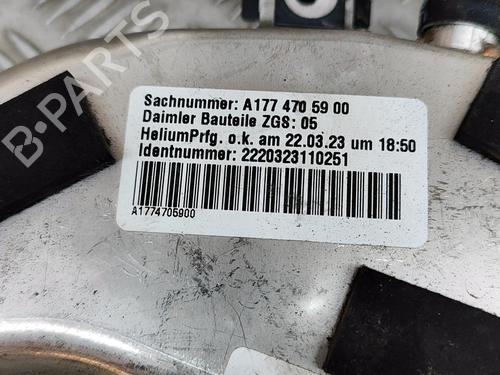 Sachnummer: A177 470 59 00
Daimler Bauteile ZGS: 05
HeliumPrfg. o.k. am 22.03.23 um 18:50
Identnummer: 2220323110251
A1774705900
B-PARTS